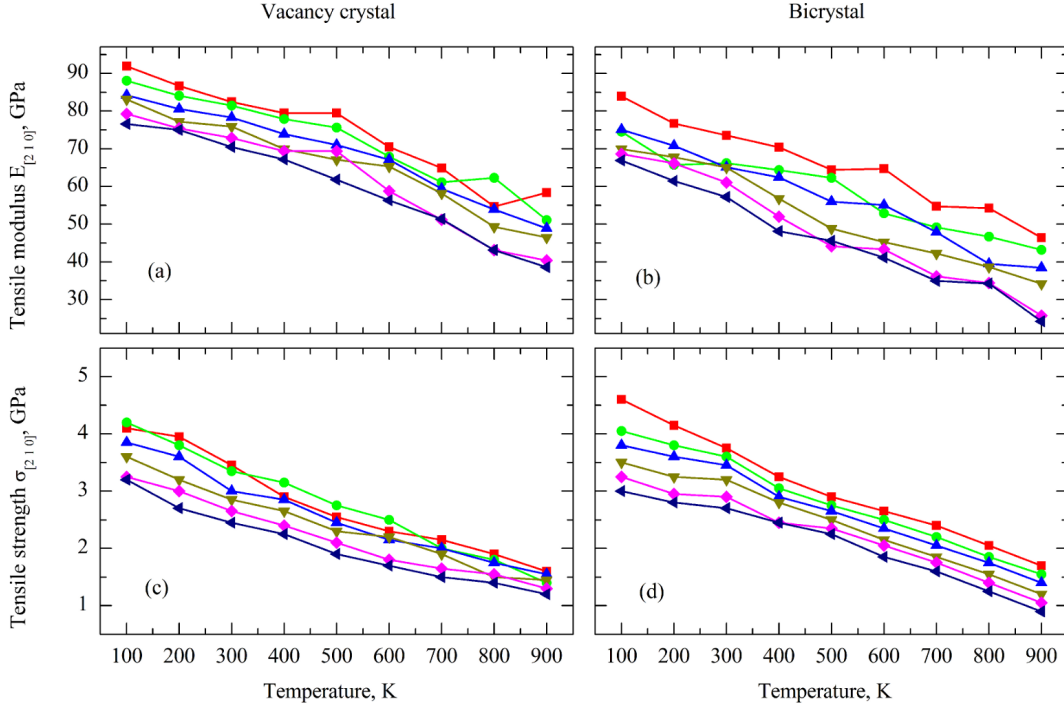 Vacancy crystal
Bicrystal
Tensile modulus E[2 1 0], GPa
90
80
70
60
50
40
30
(a)
(b)
Tensile strength σ[2 1 0], GPa
5
4
3
2
1
(c)
(d)
100 200 300 400 500 600 700 800 900
100 200 300 400 500 600 700 800 900
Temperature, K
Temperature, K